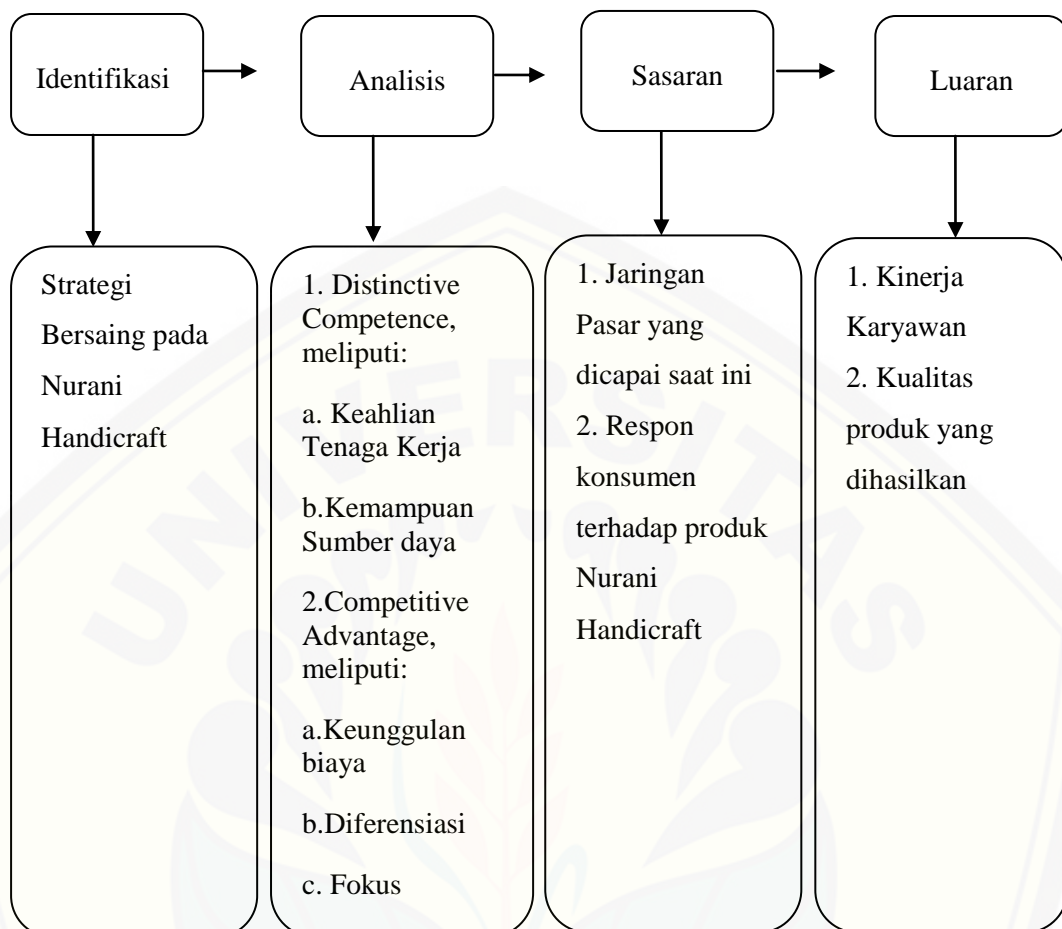 Identifikasi
Analisis
Sasaran
Luaran
Strategi
Bersaing pada
Nurani
Handicraft
1. Distinctive
Competence,
meliputi:
a. Keahlian
Tenaga Kerja
b.Kemampuan
Sumber daya
2.Competitive
Advantage,
meliputi:
a.Keunggulan
biaya
b.Diferensiasi
c. Fokus
1. Jaringan
Pasar yang
dicapai saat ini
2. Respon
konsumen
terhadap produk
Nurani
Handicraft
1. Kinerja
Karyawan
2. Kualitas
produk yang
dihasilkan
UNIVERSITAS